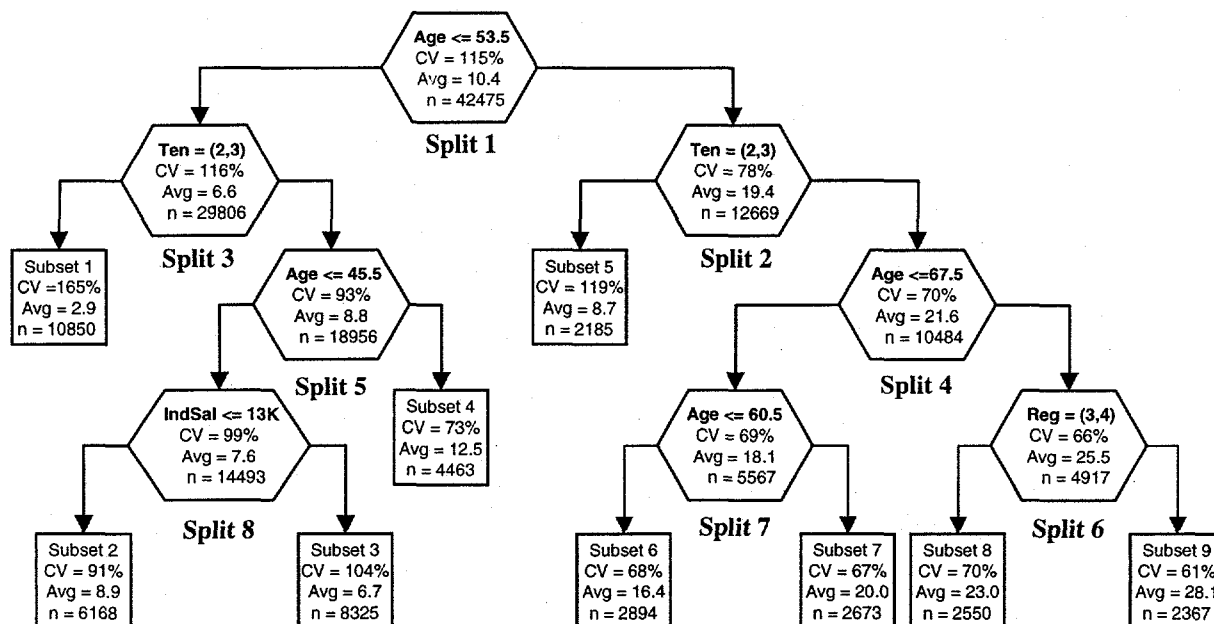 Age <= 53.5
CV = 115%
Avg = 10.4
n = 42475
Split 1
Ten = (2,3)
CV = 116%
Avg = 6.6
n = 29806
Split 3
Ten = (2,3)
CV = 78%
Avg = 19.4
n = 12669
Split 2
Subset 1
CV =165%
Avg = 2.9
n = 10850
Age <= 45.5
CV = 93%
Avg = 8.8
n = 18956
Split 5
Subset 5
CV = 119%
Avg = 8.7
n = 2185
Age <=67.5
CV = 70%
Avg = 21.6
n = 10484
Split 4
IndSal <= 13K
CV = 99%
Avg = 7.6
n = 14493
Split 8
Subset 4
CV = 73%
Avg = 12.5
n = 4463
Age <= 60.5
CV = 69%
Avg = 18.1
n = 5567
Split 7
Reg = (3,4)
CV = 66%
Avg = 25.5
n = 4917
Split 6
Subset 2
CV = 91%
Avg = 8.9
n = 6168
Subset 3
CV = 104%
Avg = 6.7
n = 8325
Subset 6
CV = 68%
Avg = 16.4
n = 2894
Subset 7
CV = 67%
Avg = 20.0
n = 2673
Subset 8
CV = 70%
Avg = 23.0
n = 2550
Subset 9
CV = 61%
Avg = 28.1
n = 2367